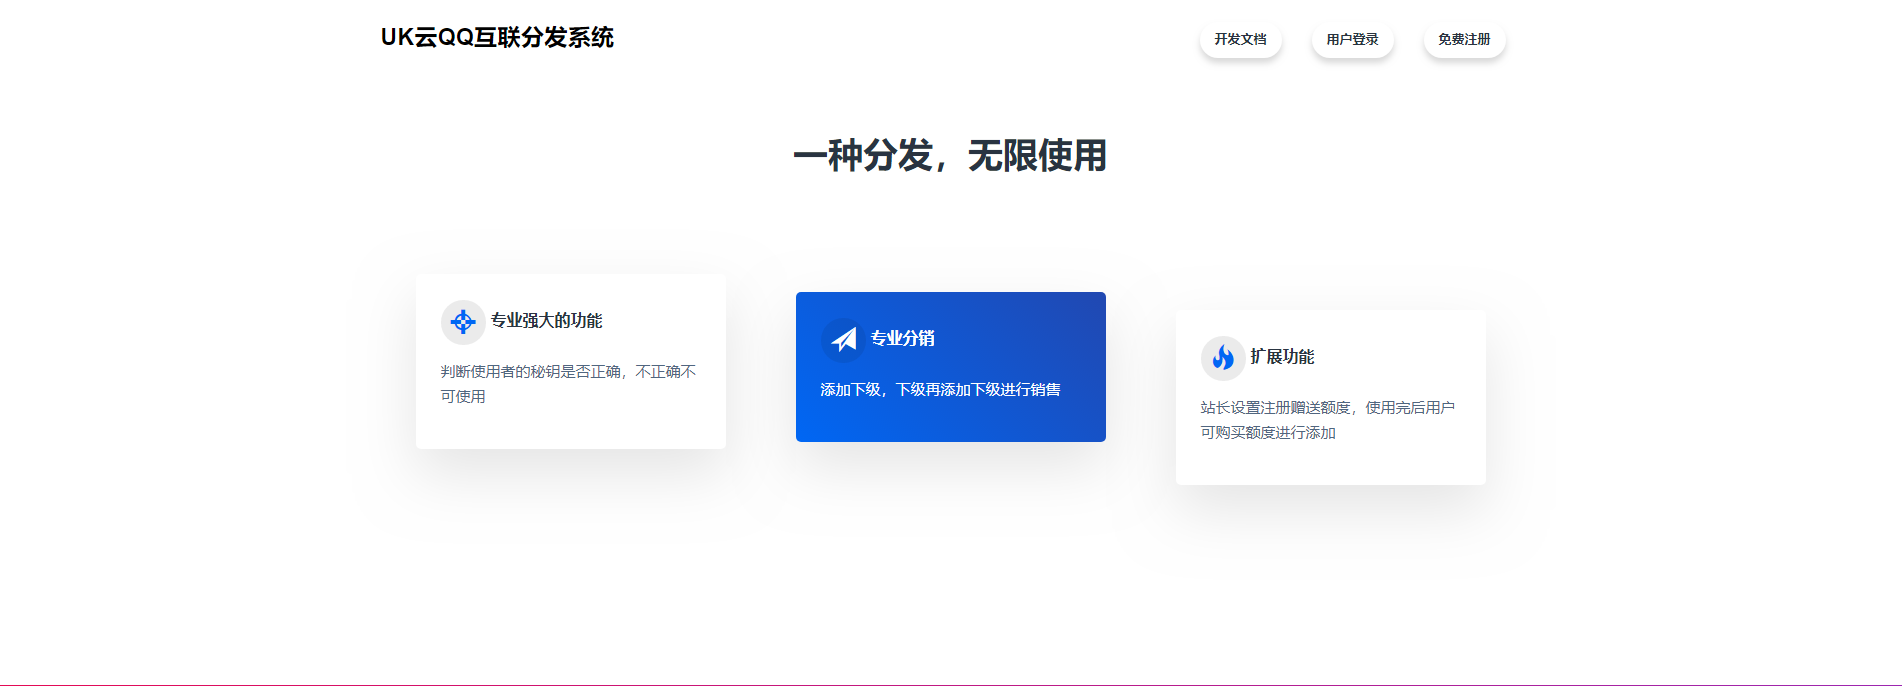 UK云QQ互联分发系统
开发文档
用户登录
免费注册
一种分发，无限使用
专业强大的功能
判断使用者的秘钥是否正确，不正确不
可使用
专业分销
添加下级，下级再添加下级进行销售
扩展功能
站长设置注册赠送额度，使用完后用户
可购买额度进行添加